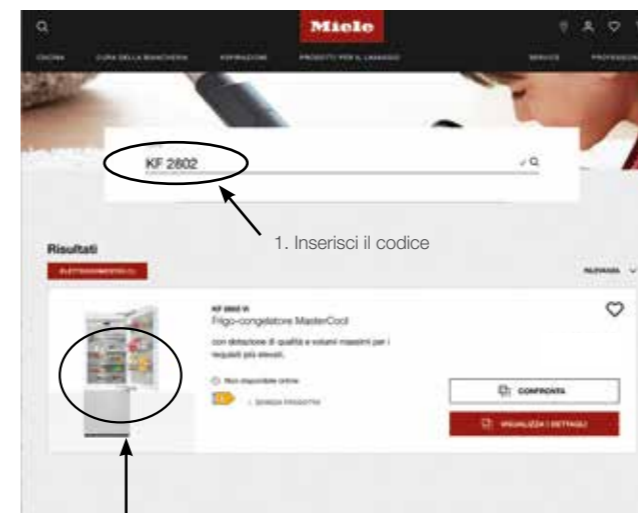 Miele
CUCINA CURA DELLA BIANCHERIA ASPIRAZIONE PRODOTTI PER IL LAVAGGIO SERVICE
KF 2802
1. Inserisci il codice
Risultati
RILEVANZA
KF 2802 Vi
Frigo-congelatore MasterCool
con dotazione di qualità e volumi massimi per i
requisiti più elevati.
Non disponibile online
CONFRONTA
VISUALIZZA I DETTAGLI